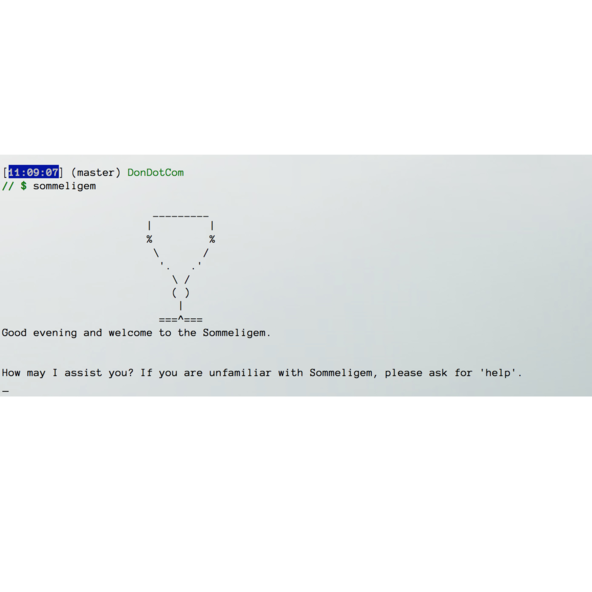 [11:09:07] (master) DonDotCom
// $ sommeligem
Good evening and welcome to the Sommeligem.
How may I assist you? If you are unfamiliar with Sommeligem, please ask for 'help'.